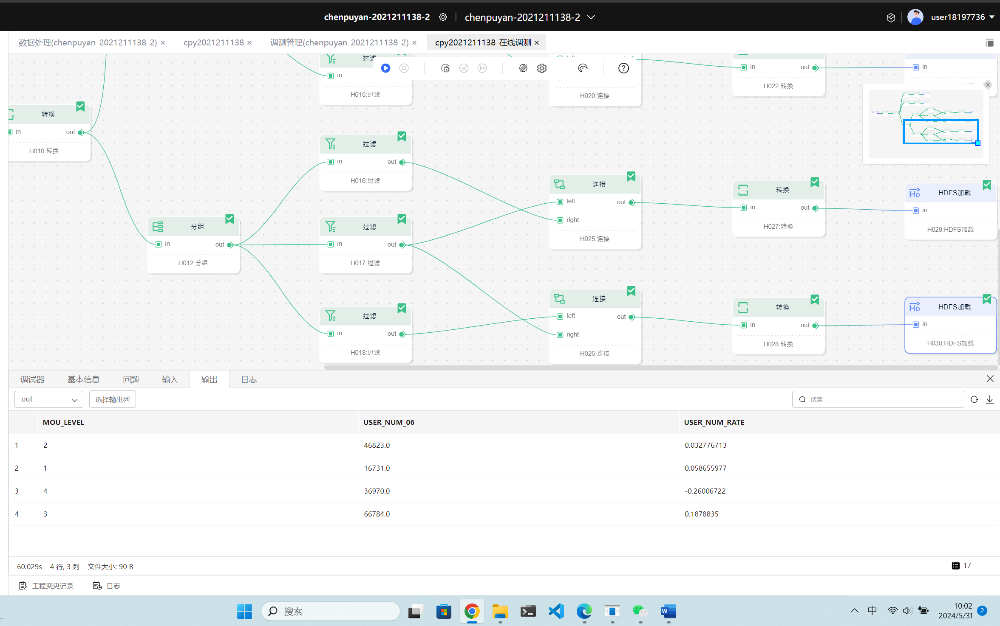 chenpuyan-2021211138-2 chenpuyan-2021211138-2 user18197736
数据处理(chenpuyan-2021211138-2) cpy2021211138 调测管理(chenpuyan-2021211138-2) cpy2021211138-在线调测
过滤
in
H015:过滤
H020:连接
in out
H022:转换
in
转换
in out
H010:转换
过滤
in out
H016:过滤
连接
left out
right
H025:连接
转换
in out
H027:转换
HDFS加载
in
H029:HDFS加载
分组
in out
H012:分组
过滤
in out
H017:过滤
连接
left out
right
H026:连接
转换
in out
H028:转换
HDFS加载
in
H030:HDFS加载
过滤
in out
H018:过滤
调试器 基本信息 问题 输入 输出 日志
out 选择输出列 搜索
MOU_LEVEL USER_NUM_06 USER_NUM_RATE
1 2 46823.0 0.032776713
2 1 16731.0 0.058655977
3 4 36970.0 -0.26006722
4 3 66784.0 0.1878835
60.029s 4 行, 3 列 文件大小: 90 B 17
工程变更记录 日志
搜索 中 10:02
2024/5/31 2